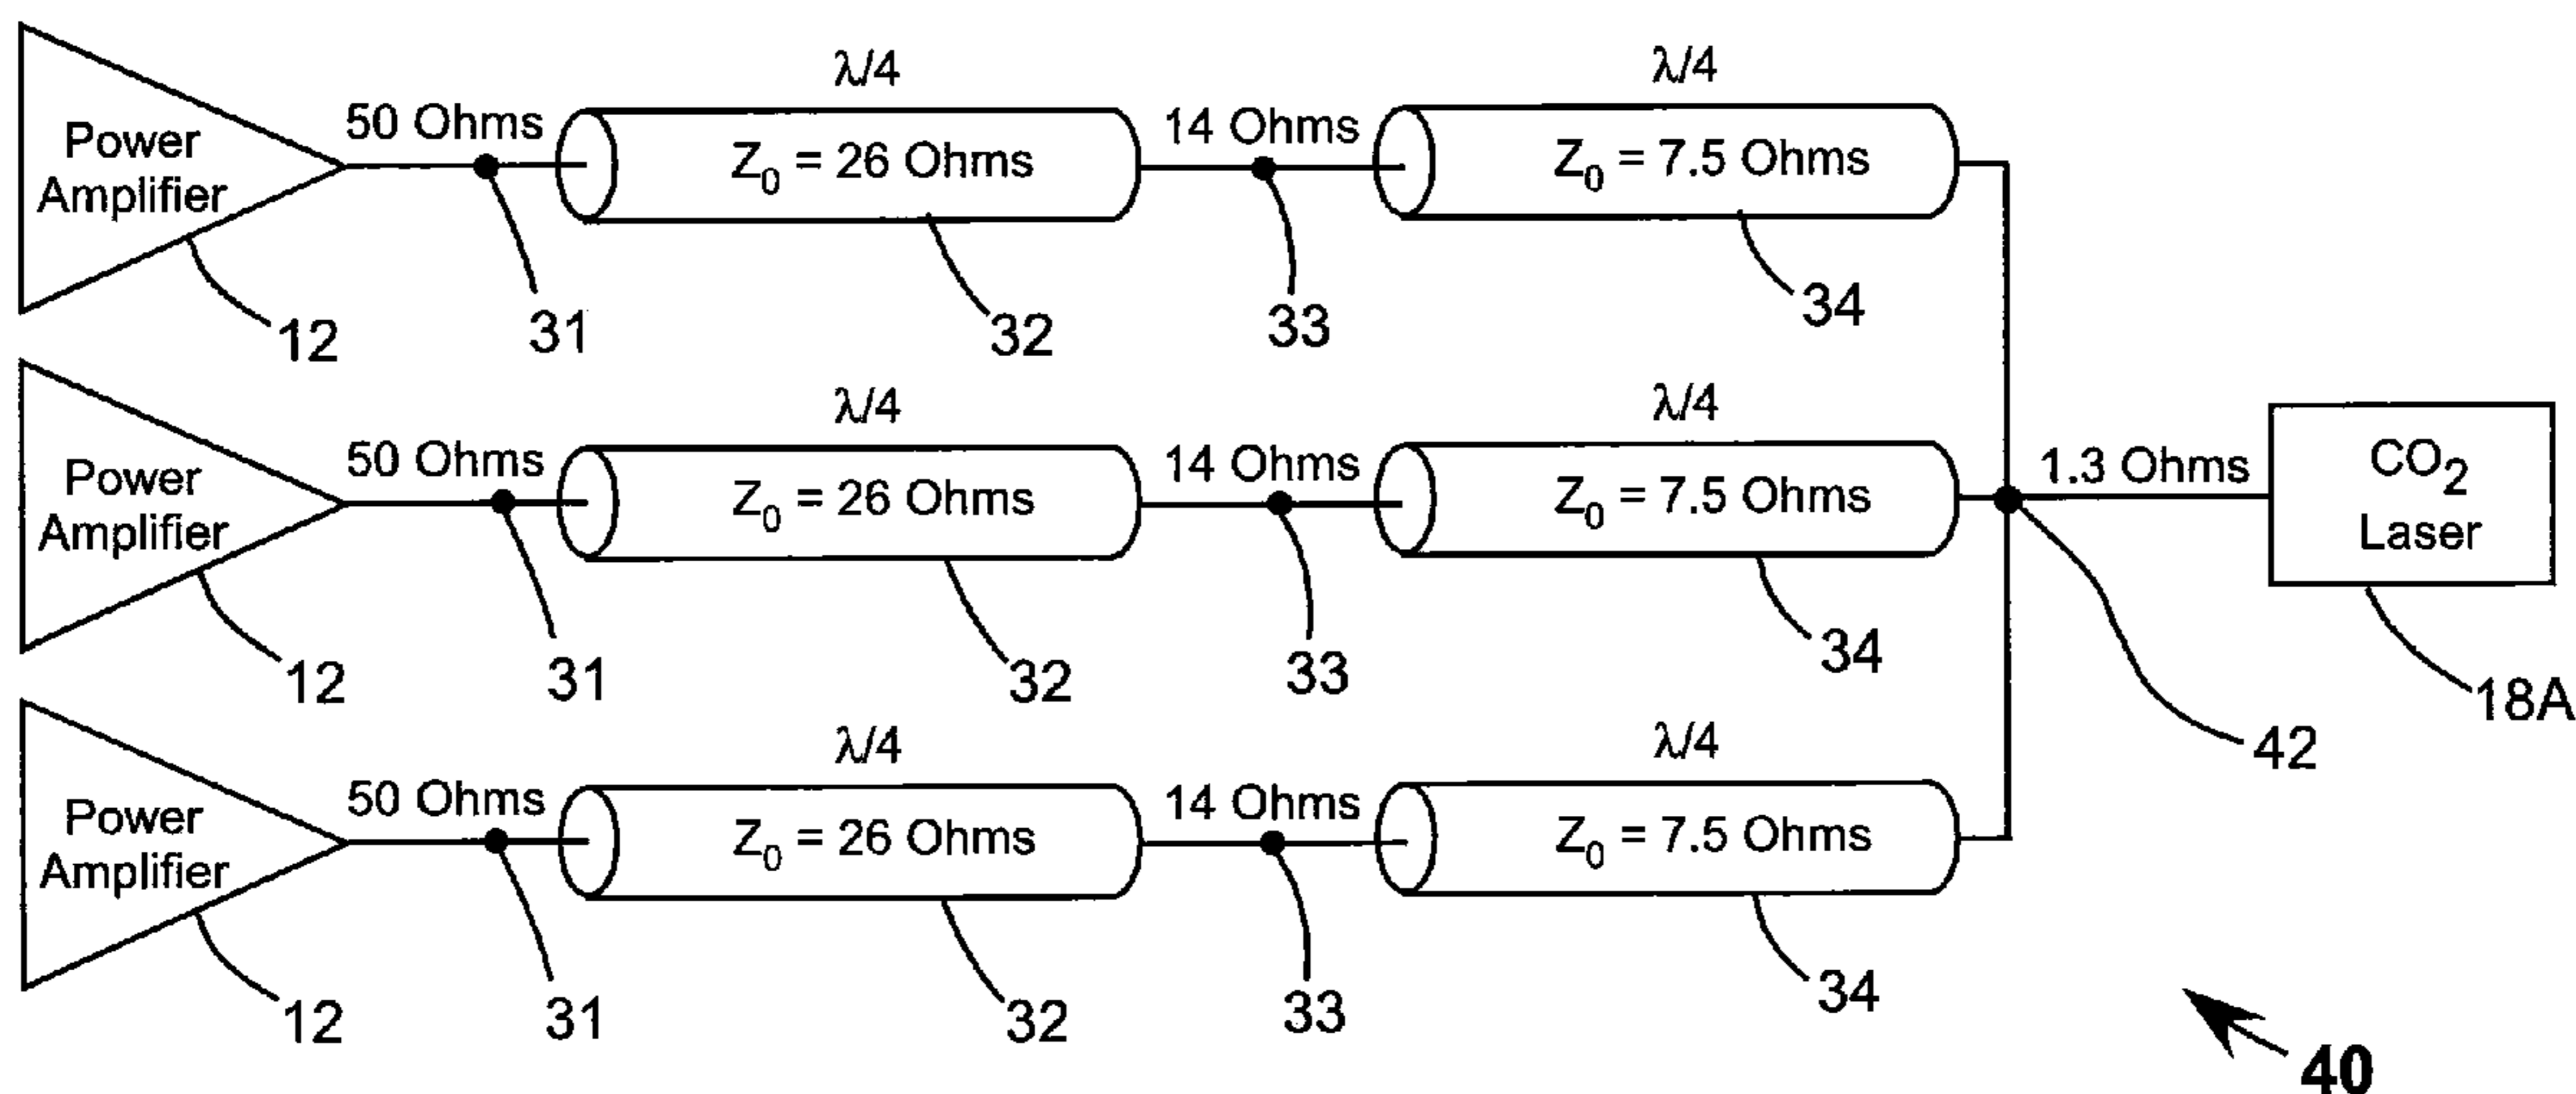 λ/4 λ/4
Power
Amplifier
50 Ohms
Z0 = 26 Ohms
14 Ohms
Z0 = 7.5 Ohms
12
31
32
33
34
λ/4 λ/4
Power
Amplifier
50 Ohms
Z0 = 26 Ohms
14 Ohms
Z0 = 7.5 Ohms
1.3 Ohms
CO2
Laser
12
31
32
33
34
42
18A
λ/4 λ/4
Power
Amplifier
50 Ohms
Z0 = 26 Ohms
14 Ohms
Z0 = 7.5 Ohms
12
31
32
33
34
40